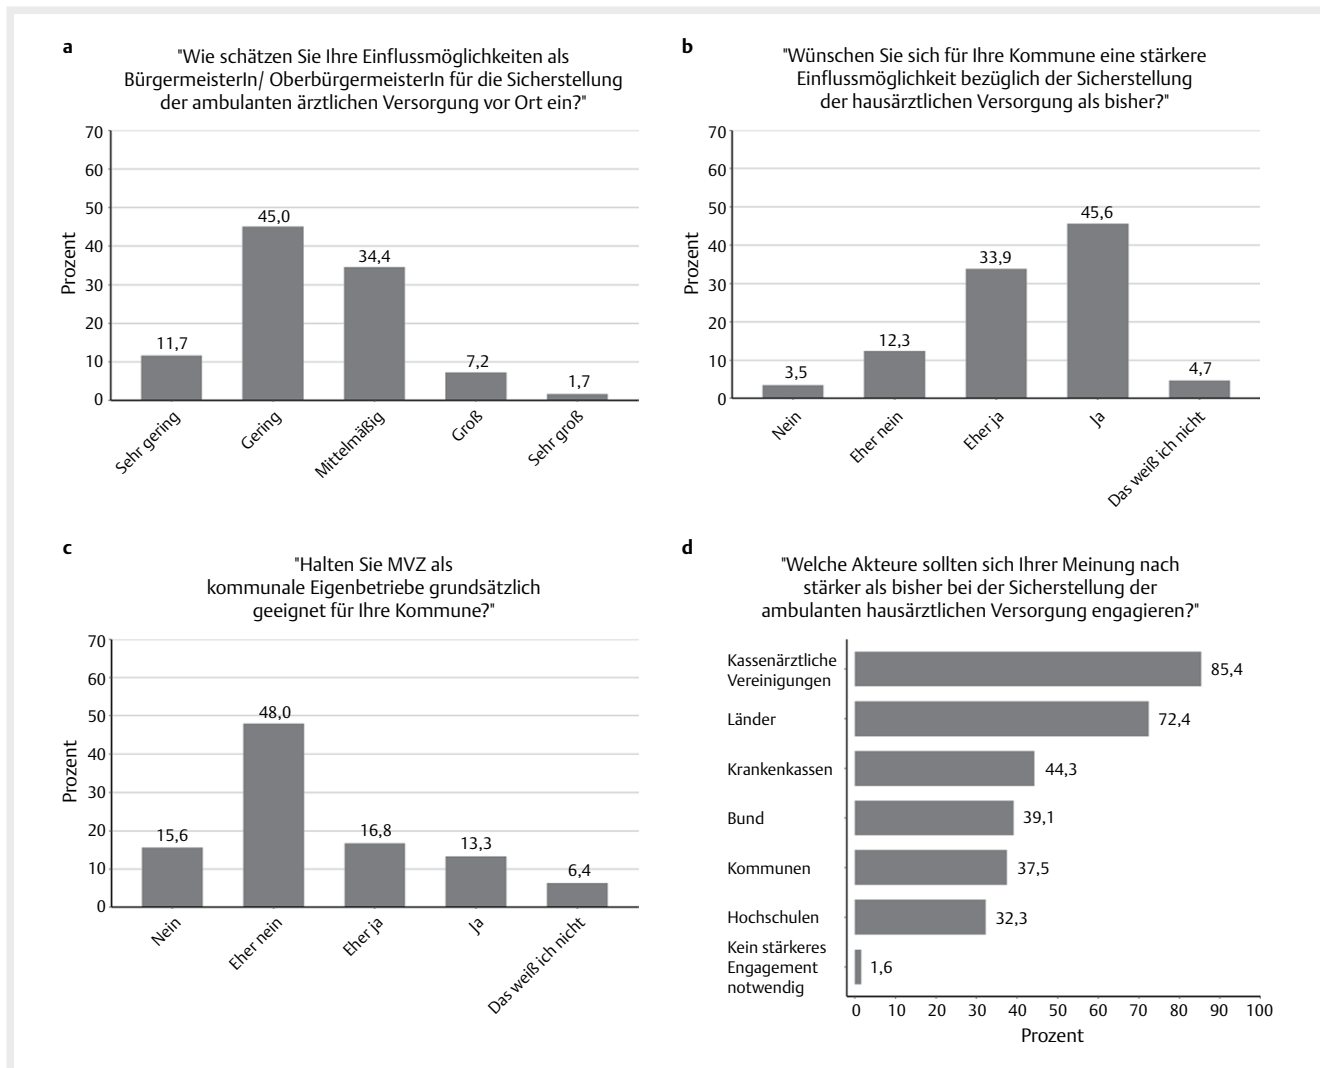 a
"Wie schätzen Sie Ihre Einflussmöglichkeiten als
BürgermeisterIn/ OberbürgermeisterIn für die Sicherstellung
der ambulanten ärztlichen Versorgung vor Ort ein?"
Prozent
70
60
50
40
30
20
10
0
11,7
45,0
34,4
7,2
1,7
Sehr gering
Gering
Mittelmäßig
Groß
Sehr groß
b
"Wünschen Sie sich für Ihre Kommune eine stärkere
Einflussmöglichkeit bezüglich der Sicherstellung
der hausärztlichen Versorgung als bisher?"
Prozent
70
60
50
40
30
20
10
0
3,5
12,3
33,9
45,6
4,7
Nein
Eher nein
Eher ja
Ja
Das weiß ich nicht
c
"Halten Sie MVZ als
kommunale Eigenbetriebe grundsätzlich
geeignet für Ihre Kommune?"
Prozent
70
60
50
40
30
20
10
0
15,6
48,0
16,8
13,3
6,4
Nein
Eher nein
Eher ja
Ja
Das weiß ich nicht
d
"Welche Akteure sollten sich Ihrer Meinung nach
stärker als bisher bei der Sicherstellung der
ambulanten hausärztlichen Versorgung engagieren?"
Kassenärztliche
Vereinigungen
85,4
Länder
72,4
Krankenkassen
44,3
Bund
39,1
Kommunen
37,5
Hochschulen
32,3
Kein stärkeres
Engagement
notwendig
1,6
0 10 20 30 40 50 60 70 80 90 100
Prozent